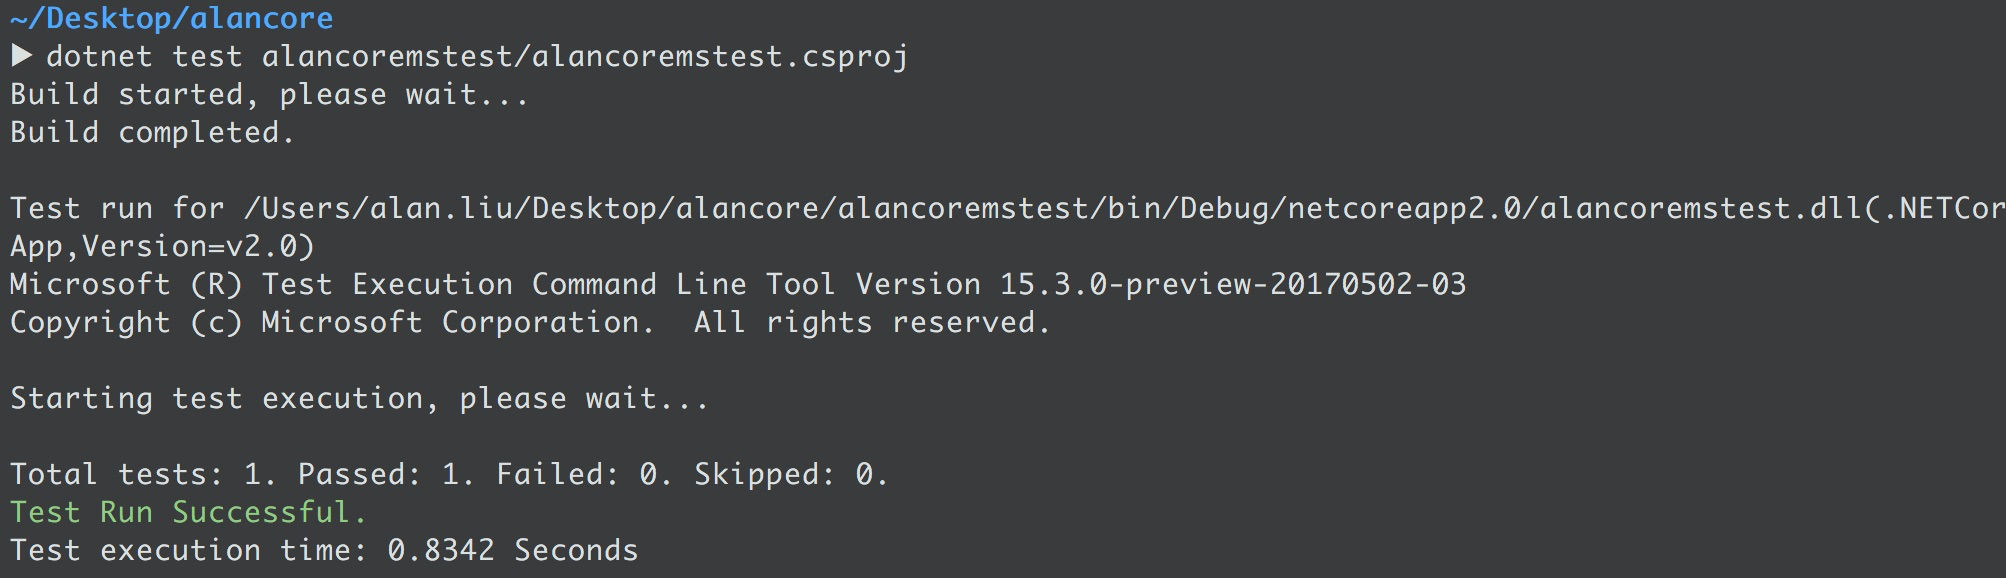 ~/Desktop/alancore
▶ dotnet test alancoremstest/alancoremstest.csproj
Build started, please wait...
Build completed.
Test run for /Users/alan.liu/Desktop/alancore/alancoremstest/bin/Debug/netcoreapp2.0/alancoremstest.dll(.NETCor
App,Version=v2.0)
Microsoft (R) Test Execution Command Line Tool Version 15.3.0-preview-20170502-03
Copyright (c) Microsoft Corporation.  All rights reserved.
Starting test execution, please wait...
Total tests: 1. Passed: 1. Failed: 0. Skipped: 0.
Test Run Successful.
Test execution time: 0.8342 Seconds